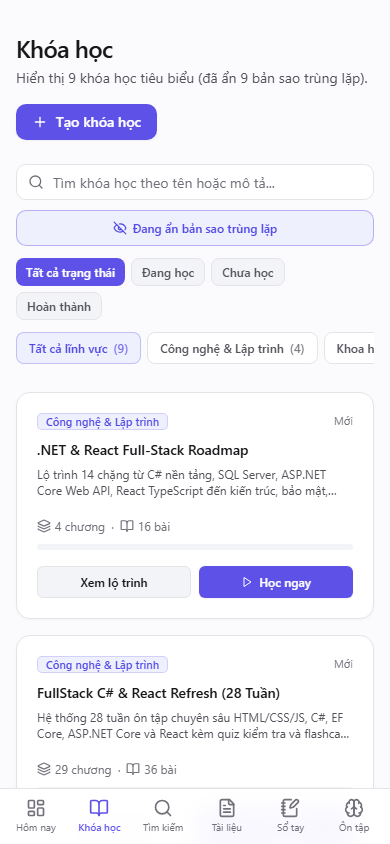 Khóa học
Hiển thị 9 khóa học tiêu biểu (đã ẩn 9 bản sao trùng lặp).
Tạo khóa học
Tìm khóa học theo tên hoặc mô tả...
Đang ẩn bản sao trùng lặp
Tất cả trạng thái Đang học Chưa học
Hoàn thành
Tất cả lĩnh vực (9) Công nghệ & Lập trình (4) Khoa h
Công nghệ & Lập trình Mới
.NET & React Full-Stack Roadmap
Lộ trình 14 chặng từ C# nền tảng, SQL Server, ASP.NET
Core Web API, React TypeScript đến kiến trúc, bảo mật,...
4 chương · 16 bài
Xem lộ trình Học ngay
Công nghệ & Lập trình Mới
FullStack C# & React Refresh (28 Tuần)
Hệ thống 28 tuần ôn tập chuyên sâu HTML/CSS/JS, C#, EF
Core, ASP.NET Core và React kèm quiz kiểm tra và flashca...
29 chương · 36 bài
Hôm nay Khóa học Tìm kiếm Tài liệu Sổ tay Ôn tập